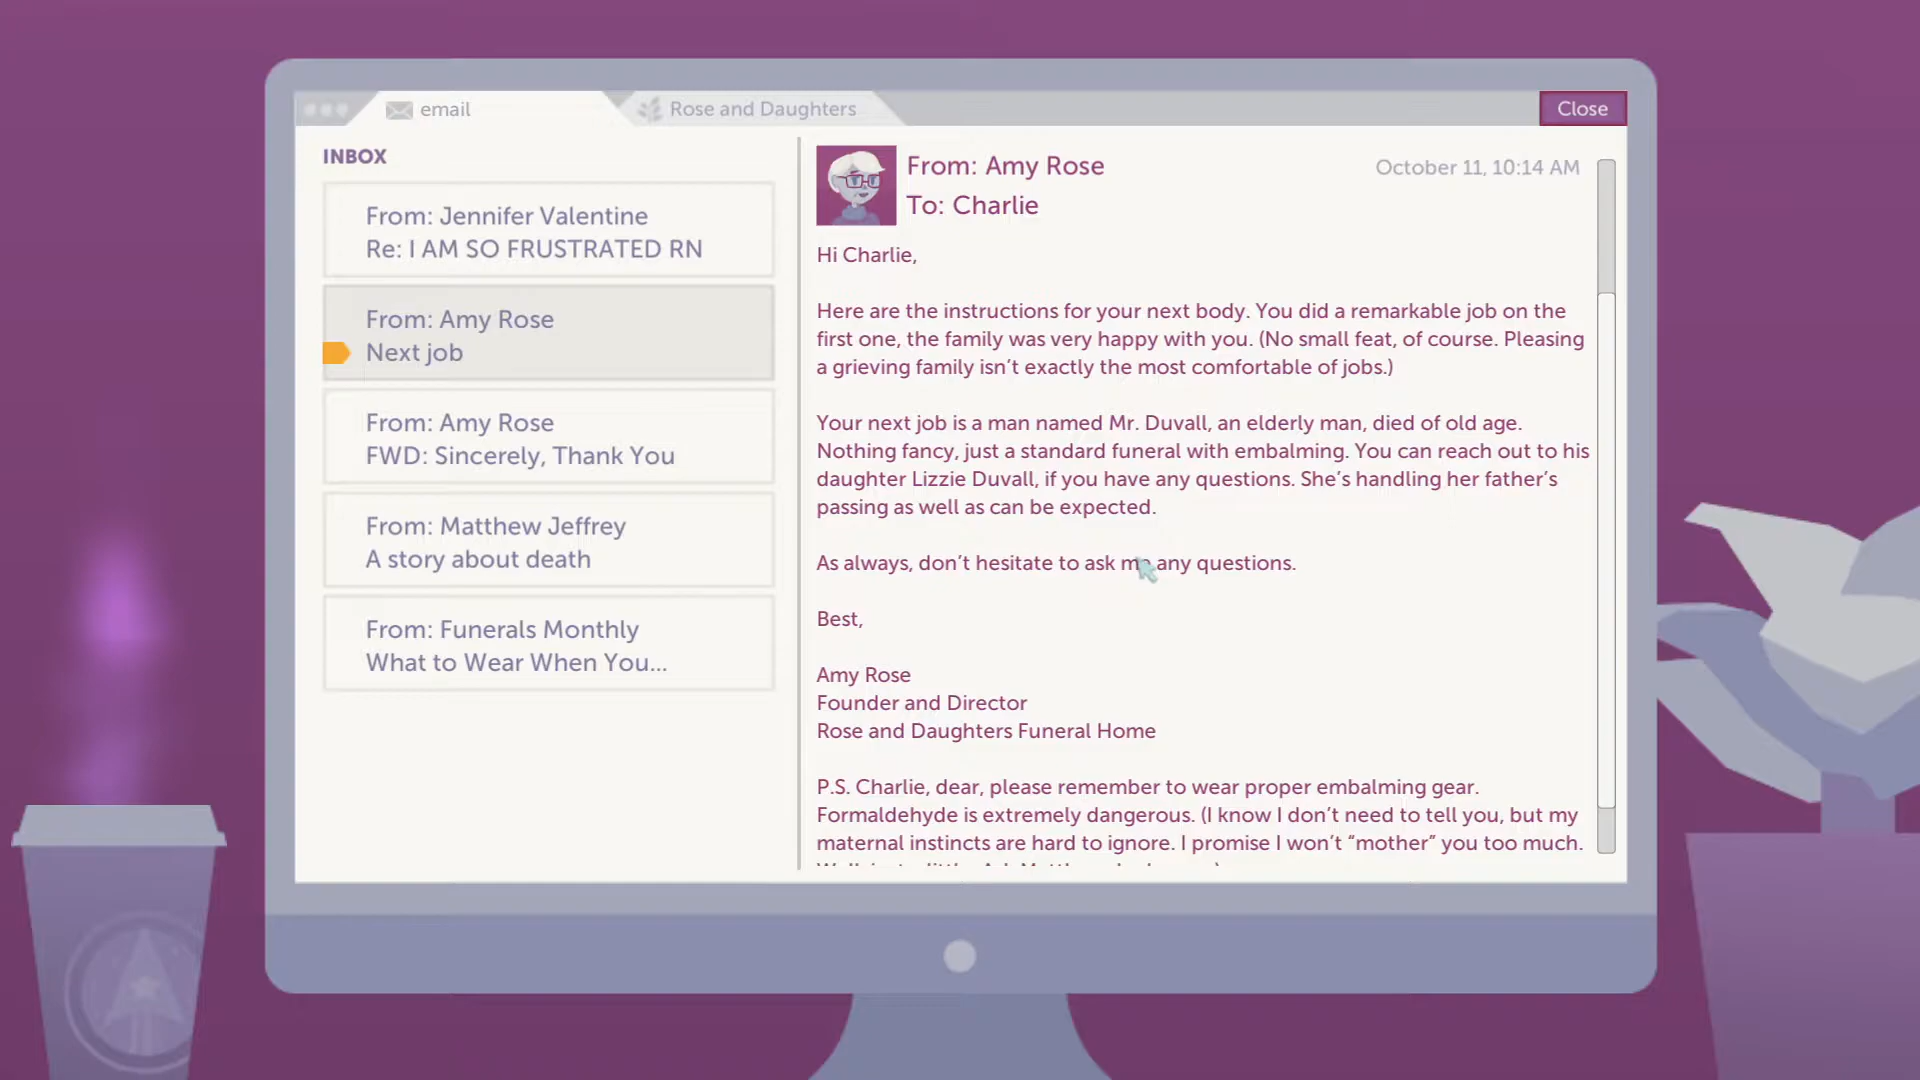 email
Rose and Daughters
Close
INBOX
From: Jennifer Valentine
Re: I AM SO FRUSTRATED RN
From: Amy Rose
Next job
From: Amy Rose
FWD: Sincerely, Thank You
From: Matthew Jeffrey
A story about death
From: Funerals Monthly
What to Wear When You...
From: Amy Rose
October 11, 10:14 AM
To: Charlie
Hi Charlie,
Here are the instructions for your next body. You did a remarkable job on the
first one, the family was very happy with you. (No small feat, of course. Pleasing
a grieving family isn’t exactly the most comfortable of jobs.)
Your next job is a man named Mr. Duvall, an elderly man, died of old age.
Nothing fancy, just a standard funeral with embalming. You can reach out to his
daughter Lizzie Duvall, if you have any questions. She’s handling her father’s
passing as well as can be expected.
As always, don’t hesitate to ask me any questions.
Best,
Amy Rose
Founder and Director
Rose and Daughters Funeral Home
P.S. Charlie, dear, please remember to wear proper embalming gear.
Formaldehyde is extremely dangerous. (I know I don’t need to tell you, but my
maternal instincts are hard to ignore. I promise I won’t “mother” you too much.